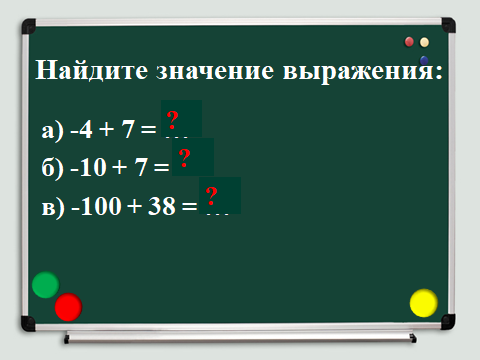 Найдите значение выражения:
а) -4 + 7 = ?
б) -10 + 7 = ?
в) -100 + 38 = ?